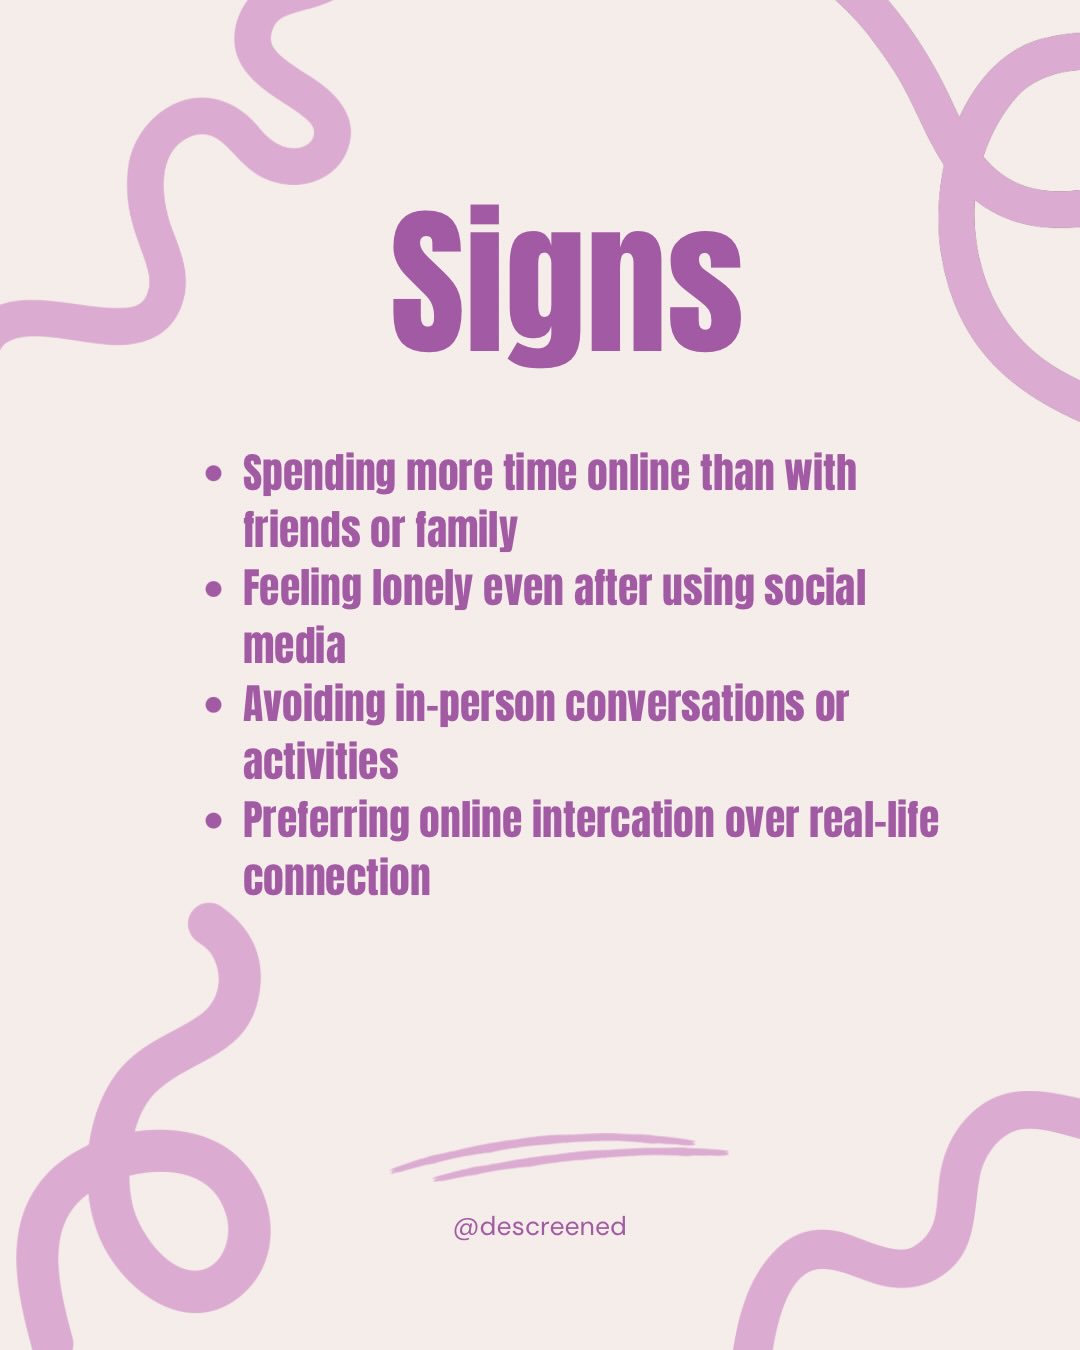 Signs
• Spending more time online than with
friends or family
• Feeling lonely even after using social
media
• Avoiding in-person conversations or
activities
• Preferring online intercation over real-life
connection
@descreened